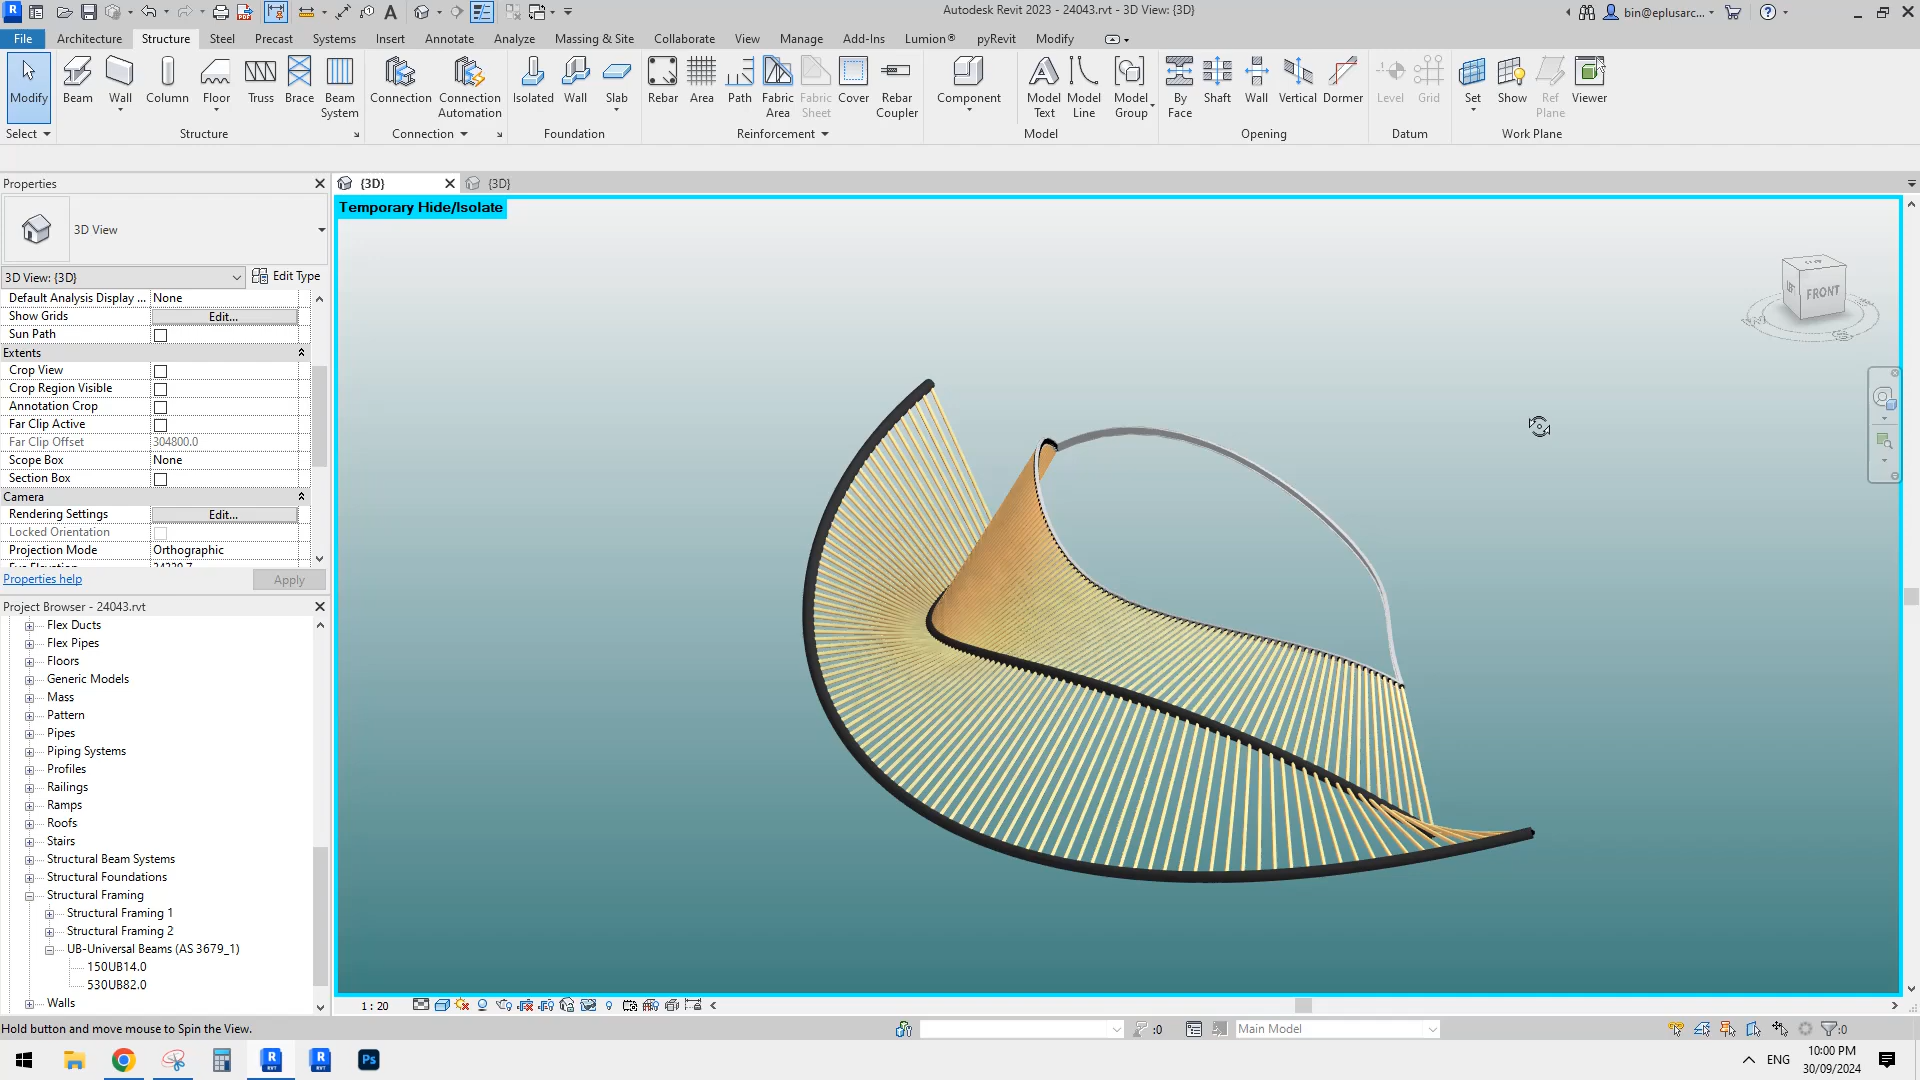 Autodesk Revit 2023 - 24043.rvt - 3D View: {3D}
bin@eplusarc...
File Architecture Structure Steel Precast Systems Insert Annotate Analyze Massing & Site Collaborate View Manage Add-Ins Lumion® pyRevit Modify
Modify Beam Wall Column Floor Truss Brace Beam System Connection Connection Automation Isolated Wall Slab Rebar Area Path Fabric Area Fabric Sheet Cover Rebar Coupler Component Model Text Model Line Model Group By Face Shaft Wall Vertical Dormer Level Grid Set Show Ref Plane Viewer
Select Structure Connection Foundation Reinforcement Model Opening Datum Work Plane
Properties
{3D} {3D}
Temporary Hide/Isolate
3D View
3D View: {3D} Edit Type
Default Analysis Display ... None
Show Grids Edit...
Sun Path
Extents
Crop View
Crop Region Visible
Annotation Crop
Far Clip Active
Far Clip Offset 304800.0
Scope Box None
Section Box
Camera
Rendering Settings Edit...
Locked Orientation
Projection Mode Orthographic
Properties help Apply
LEFT FRONT
Project Browser - 24043.rvt
Flex Ducts
Flex Pipes
Floors
Generic Models
Mass
Pattern
Pipes
Piping Systems
Profiles
Railings
Ramps
Roofs
Stairs
Structural Beam Systems
Structural Foundations
Structural Framing
Structural Framing 1
Structural Framing 2
UB-Universal Beams (AS 3679_1)
150UB14.0
530UB82.0
Walls
1 : 20
Hold button and move mouse to Spin the View.
:0
Main Model
:0
R RVT
R RVT
Ps
ENG
10:00 PM
30/09/2024